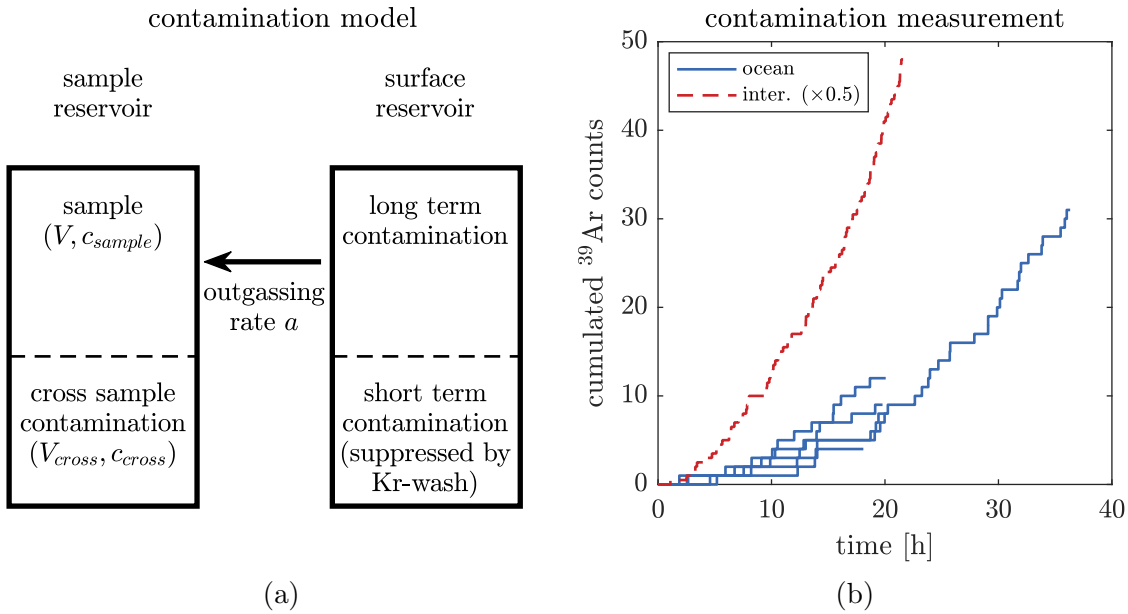 contamination model
sample
reservoir
surface
reservoir
sample
(V, c_sample)
long term
contamination
outgassing
rate a
cross sample
contamination
(V_cross, c_cross)
short term
contamination
(suppressed by
Kr-wash)
(a)
contamination measurement
50
40
30
20
10
0
cumulated ³⁹Ar counts
ocean
inter. (×0.5)
0 10 20 30 40
time [h]
(b)